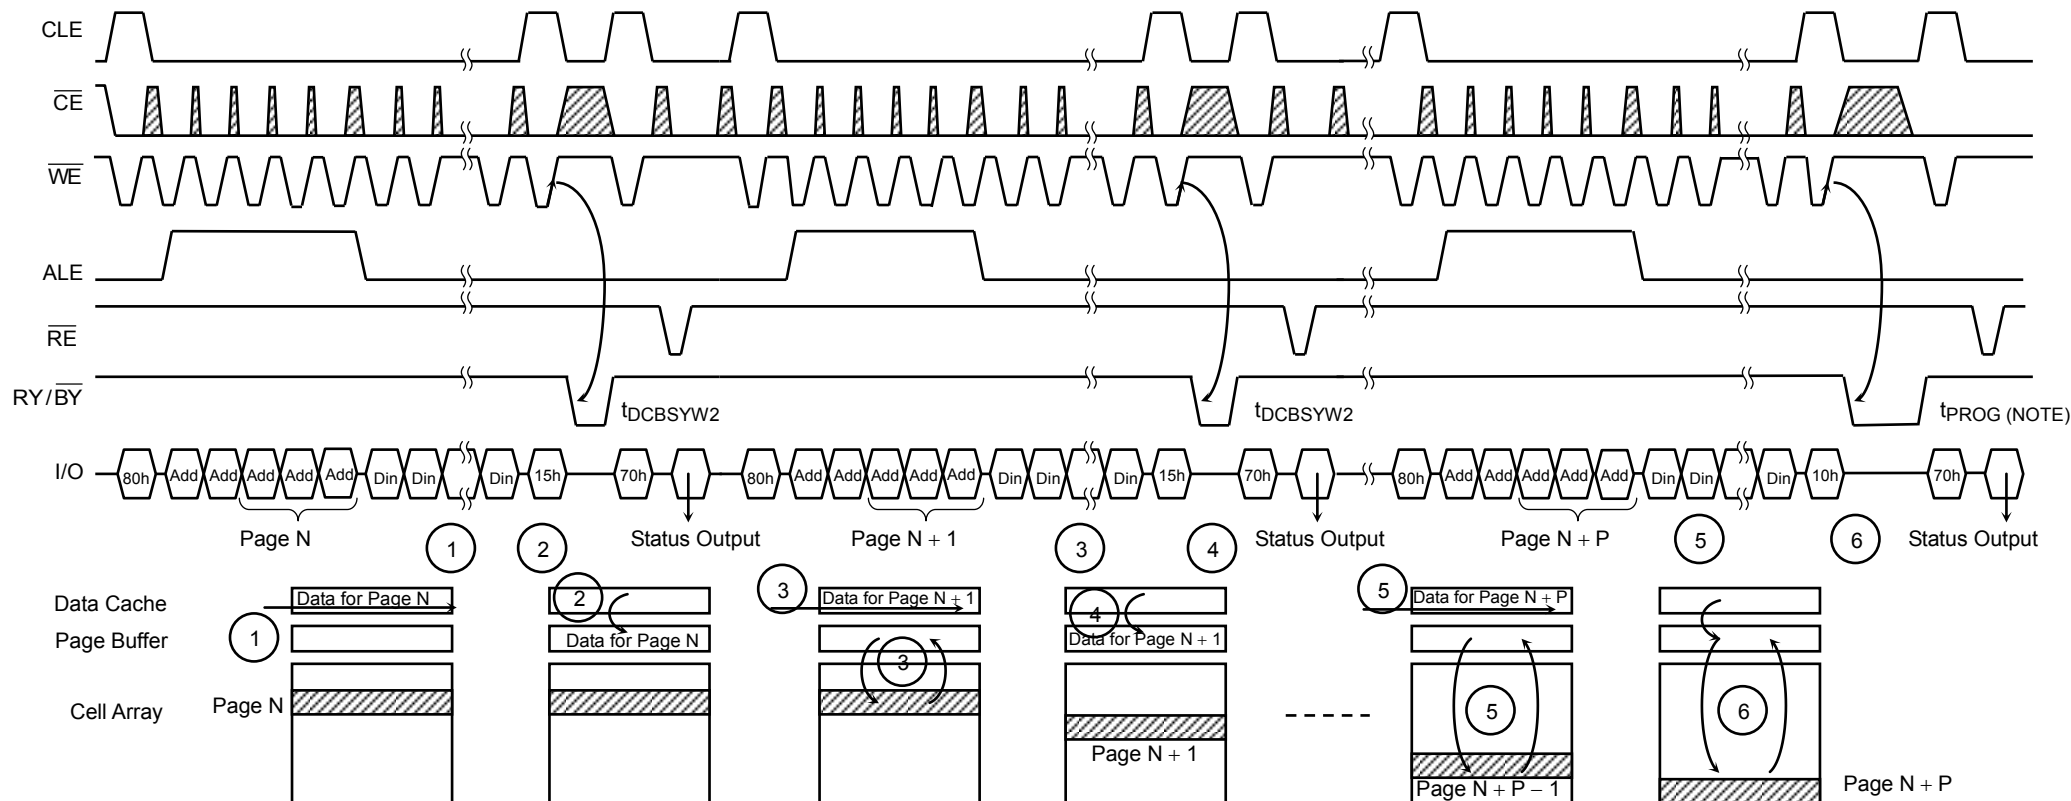 CLE
CE
WE
ALE
RE
RY/BY
tDCBSYW2 tDCBSYW2 tPROG (NOTE)
I/O 80h Add Add Add Add Add Din Din Din 15h 70h 80h Add Add Add Add Add Din Din Din 15h 70h 80h Add Add Add Add Add Din Din Din 10h 70h
Page N 1 2 Status Output Page N + 1 3 4 Status Output Page N + P 5 6 Status Output
Data Cache Data for Page N 2 3 Data for Page N + 1 4 5 Data for Page N + P
Page Buffer 1 Data for Page N Data for Page N + 1
3
Cell Array Page N 5 6
Page N + 1
Page N + P − 1 Page N + P